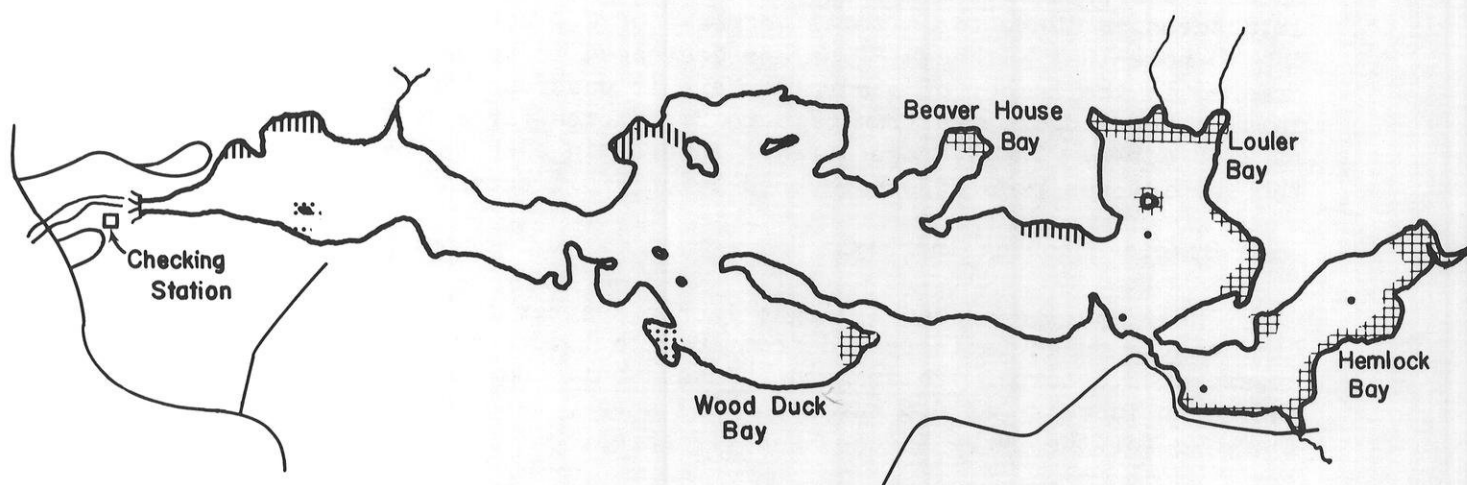 Beaver House
Bay
Louler
Bay
Checking
Station
Hemlock
Bay
Wood Duck
Bay